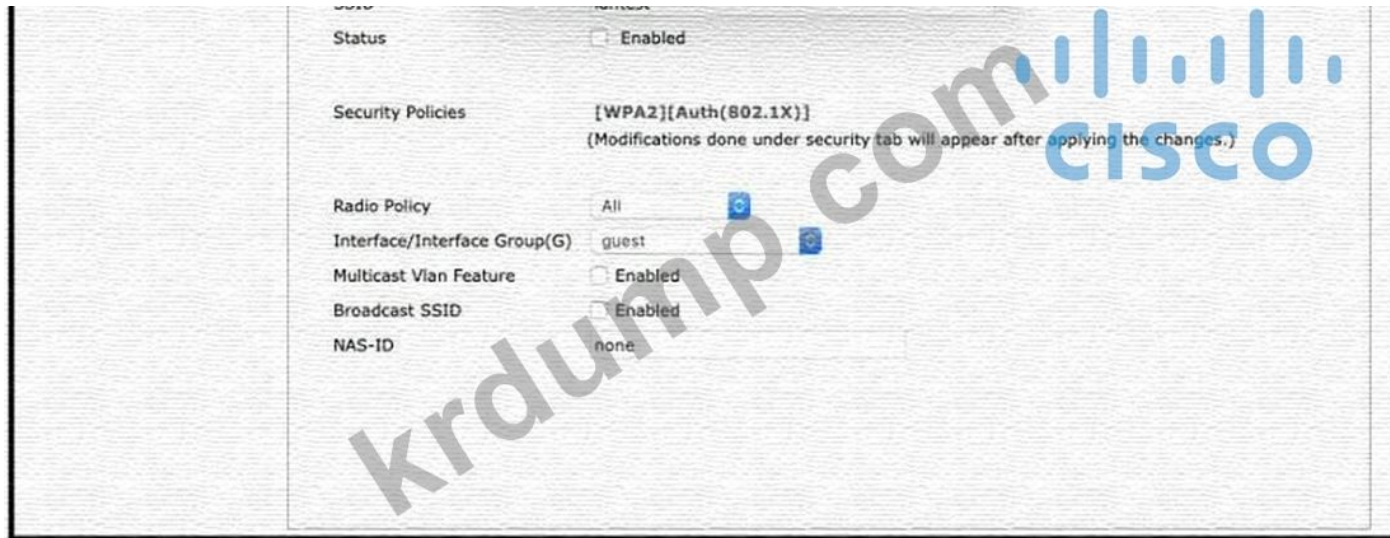 Status Enabled
Security Policies [WPA2][Auth(802.1X)]
(Modifications done under security tab will appear after applying the changes.)
Radio Policy All
Interface/Interface Group(G) guest
Multicast Vlan Feature Enabled
Broadcast SSID Enabled
NAS-ID none
CISCO
krdump.com